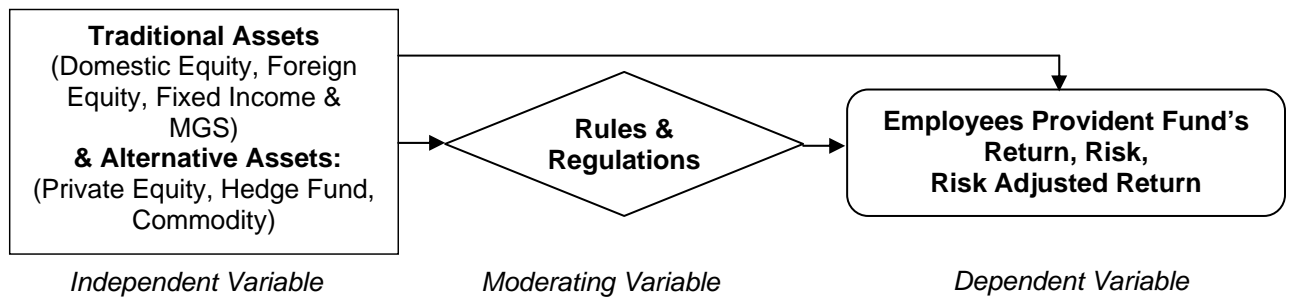 Traditional Assets
(Domestic Equity, Foreign
Equity, Fixed Income &
MGS)
& Alternative Assets:
(Private Equity, Hedge Fund,
Commodity)
Rules &
Regulations
Employees Provident Fund’s
Return, Risk,
Risk Adjusted Return
Independent Variable
Moderating Variable
Dependent Variable